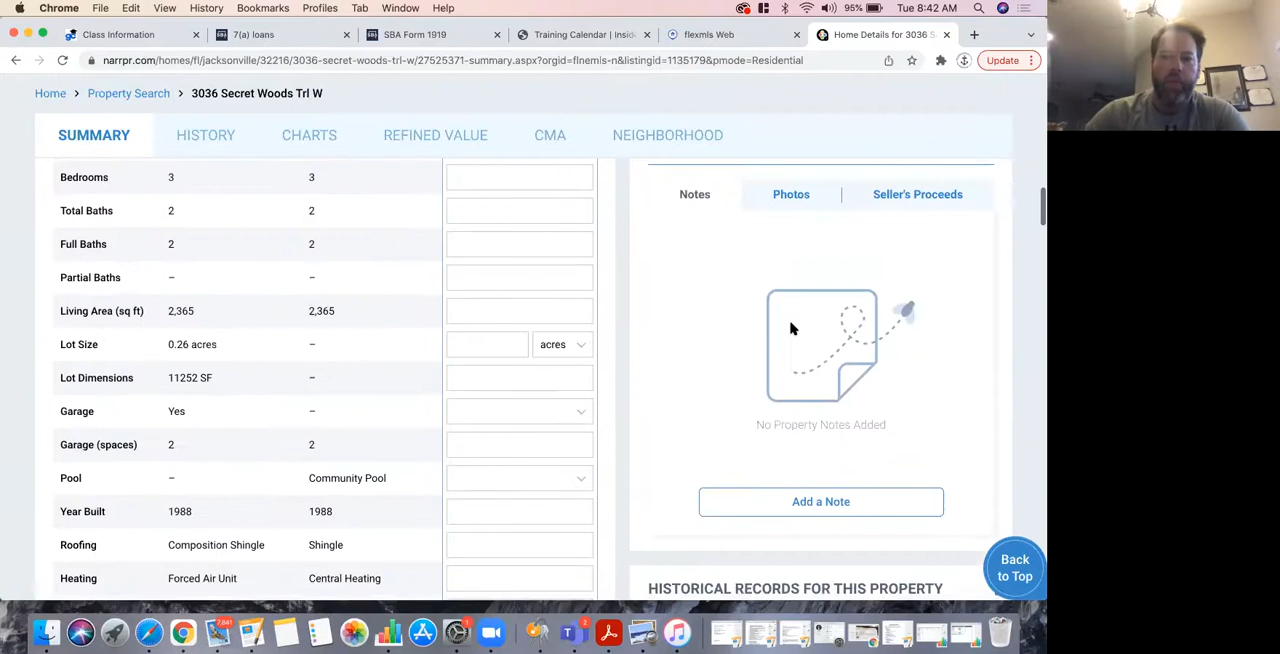 Chrome File Edit View History Bookmarks Profiles Tab Window Help 95% Tue 8:42 AM
Class Information 7(a) loans SBA Form 1919 Training Calendar | Insid flexmls Web Home Details for 3036 S
narrpr.com/homes/fl/jacksonville/32216/3036-secret-woods-trl-w/27525371-summary.aspx?orgid=flnemls-n&listingid=1135179&pmode=Residential Update
Home > Property Search > 3036 Secret Woods Trl W
SUMMARY HISTORY CHARTS REFINED VALUE CMA NEIGHBORHOOD
Bedrooms 3 3
Total Baths 2 2
Full Baths 2 2
Partial Baths – –
Living Area (sq ft) 2,365 2,365
Lot Size 0.26 acres – acres
Lot Dimensions 11252 SF –
Garage Yes –
Garage (spaces) 2 2
Pool – Community Pool
Year Built 1988 1988
Roofing Composition Shingle Shingle
Heating Forced Air Unit Central Heating
Notes Photos Seller's Proceeds
No Property Notes Added
Add a Note
HISTORICAL RECORDS FOR THIS PROPERTY
Back
to Top
7,841
2